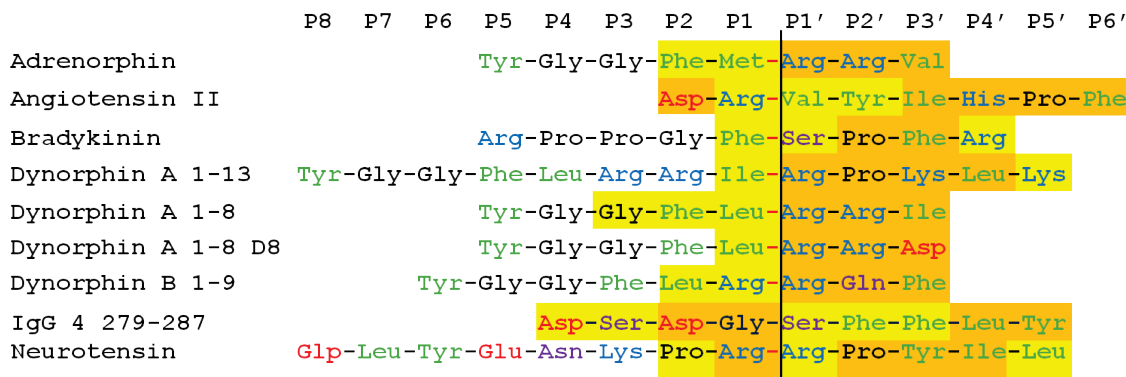 P8 P7 P6 P5 P4 P3 P2 P1 P1′ P2′ P3′ P4′ P5′ P6′
Adrenorphin Tyr-Gly-Gly-Phe-Met-Arg-Arg-Val
Angiotensin II Asp-Arg-Val-Tyr-Ile-His-Pro-Phe
Bradykinin Arg-Pro-Pro-Gly-Phe-Ser-Pro-Phe-Arg
Dynorphin A 1-13 Tyr-Gly-Gly-Phe-Leu-Arg-Arg-Ile-Arg-Pro-Lys-Leu-Lys
Dynorphin A 1-8 Tyr-Gly-Gly-Phe-Leu-Arg-Arg-Ile
Dynorphin A 1-8 D8 Tyr-Gly-Gly-Phe-Leu-Arg-Arg-Asp
Dynorphin B 1-9 Tyr-Gly-Gly-Phe-Leu-Arg-Arg-Gln-Phe
IgG 4 279-287 Asp-Ser-Asp-Gly-Ser-Phe-Phe-Leu-Tyr
Neurotensin Glp-Leu-Tyr-Glu-Asn-Lys-Pro-Arg-Arg-Pro-Tyr-Ile-Leu